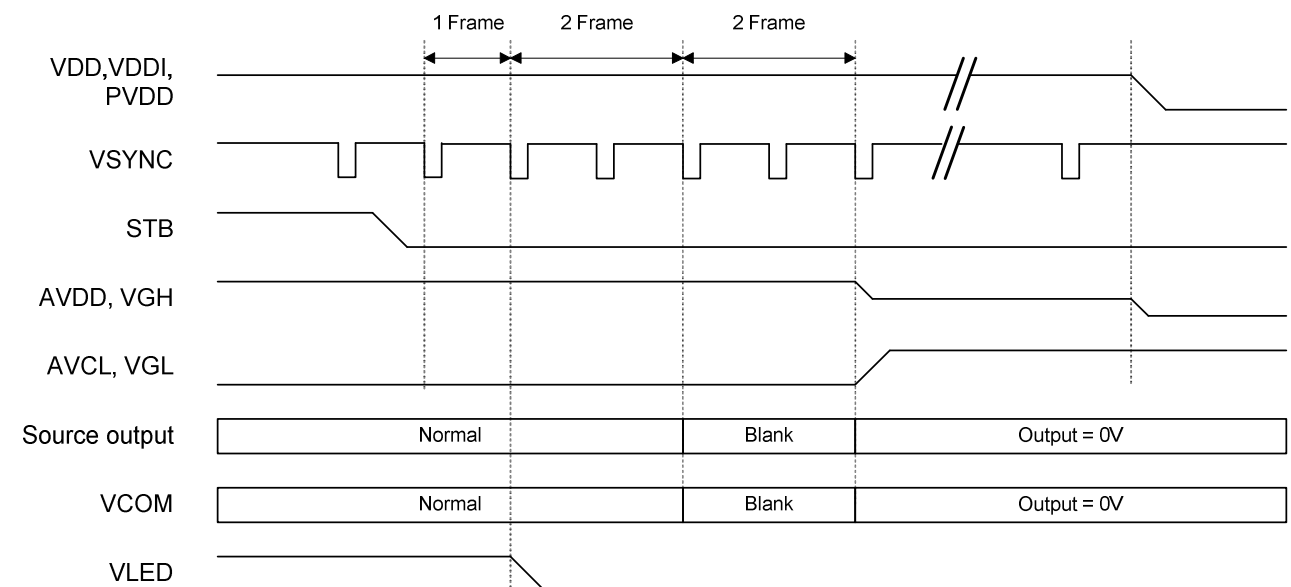 1 Frame 2 Frame 2 Frame
VDD,VDDI,
PVDD
VSYNC
STB
AVDD, VGH
AVCL, VGL
Source output Normal Blank Output = 0V
VCOM Normal Blank Output = 0V
VLED